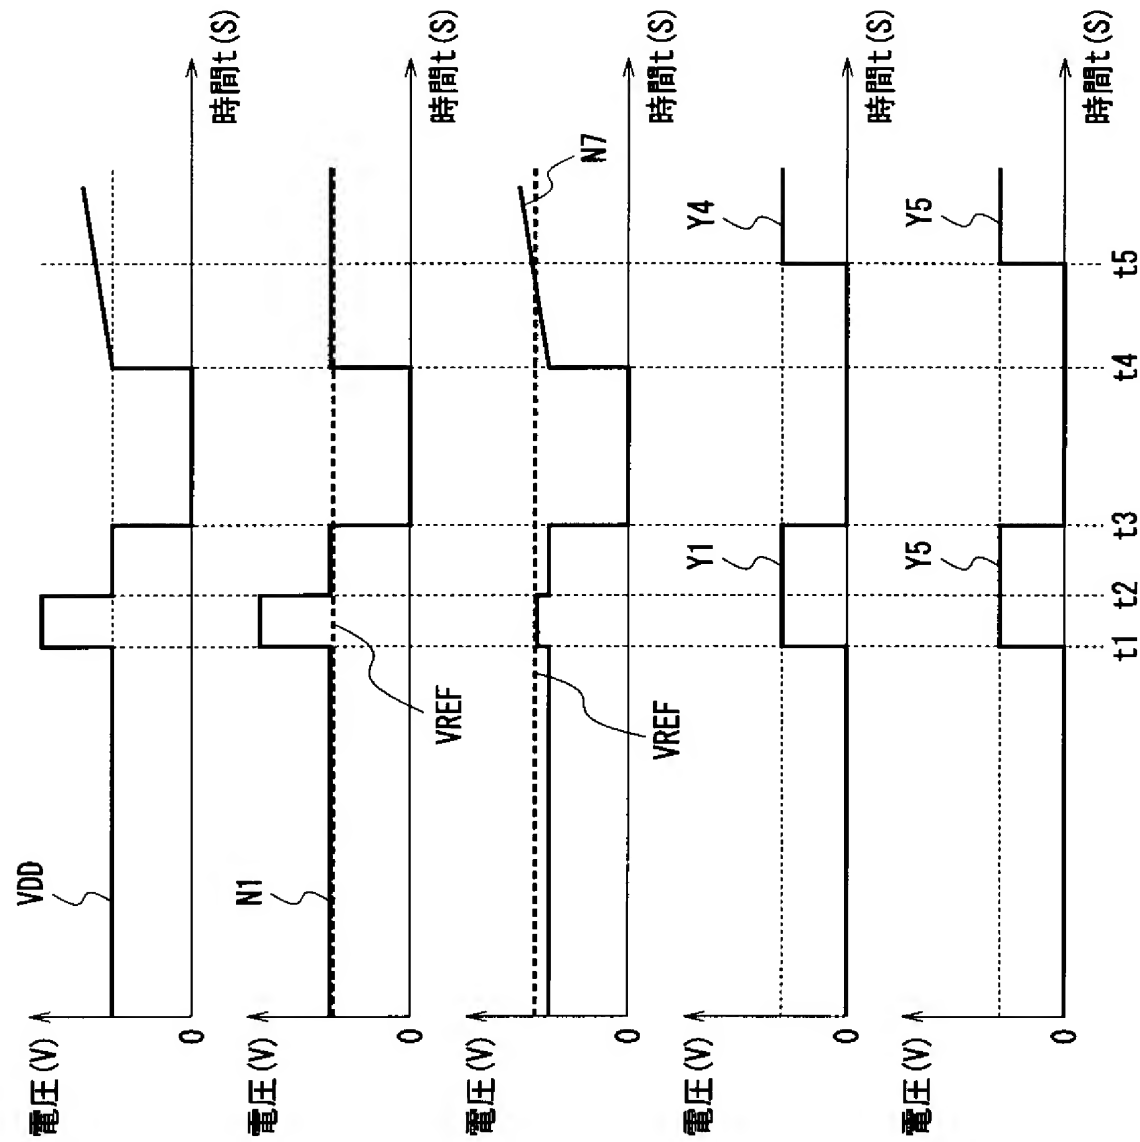 電圧(V)
VDD
0
時間t(S)
電圧(V)
N1
VREF
0
時間t(S)
電圧(V)
VREF
N7
0
時間t(S)
電圧(V)
Y1
Y4
0
時間t(S)
電圧(V)
Y5
Y5
0
t1
t2
t3
t4
t5
時間t(S)